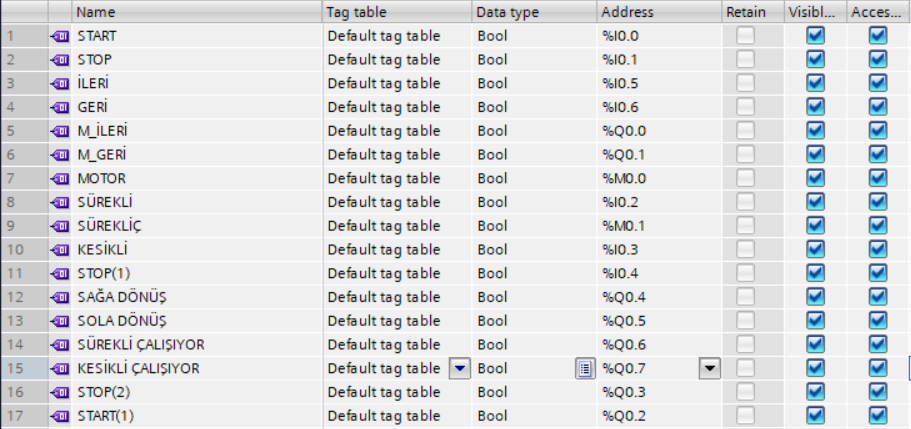 Name Tag table Data type Address Retain Visibl... Acces...
1 START Default tag table Bool %I0.0
2 STOP Default tag table Bool %I0.1
3 İLERİ Default tag table Bool %I0.5
4 GERİ Default tag table Bool %I0.6
5 M_İLERİ Default tag table Bool %Q0.0
6 M_GERİ Default tag table Bool %Q0.1
7 MOTOR Default tag table Bool %M0.0
8 SÜREKLİ Default tag table Bool %I0.2
9 SÜREKLİÇ Default tag table Bool %M0.1
10 KESİKLİ Default tag table Bool %I0.3
11 STOP(1) Default tag table Bool %I0.4
12 SAĞA DÖNÜŞ Default tag table Bool %Q0.4
13 SOLA DÖNÜŞ Default tag table Bool %Q0.5
14 SÜREKLİ ÇALIŞIYOR Default tag table Bool %Q0.6
15 KESİKLİ ÇALIŞIYOR Default tag table Bool %Q0.7
16 STOP(2) Default tag table Bool %Q0.3
17 START(1) Default tag table Bool %Q0.2